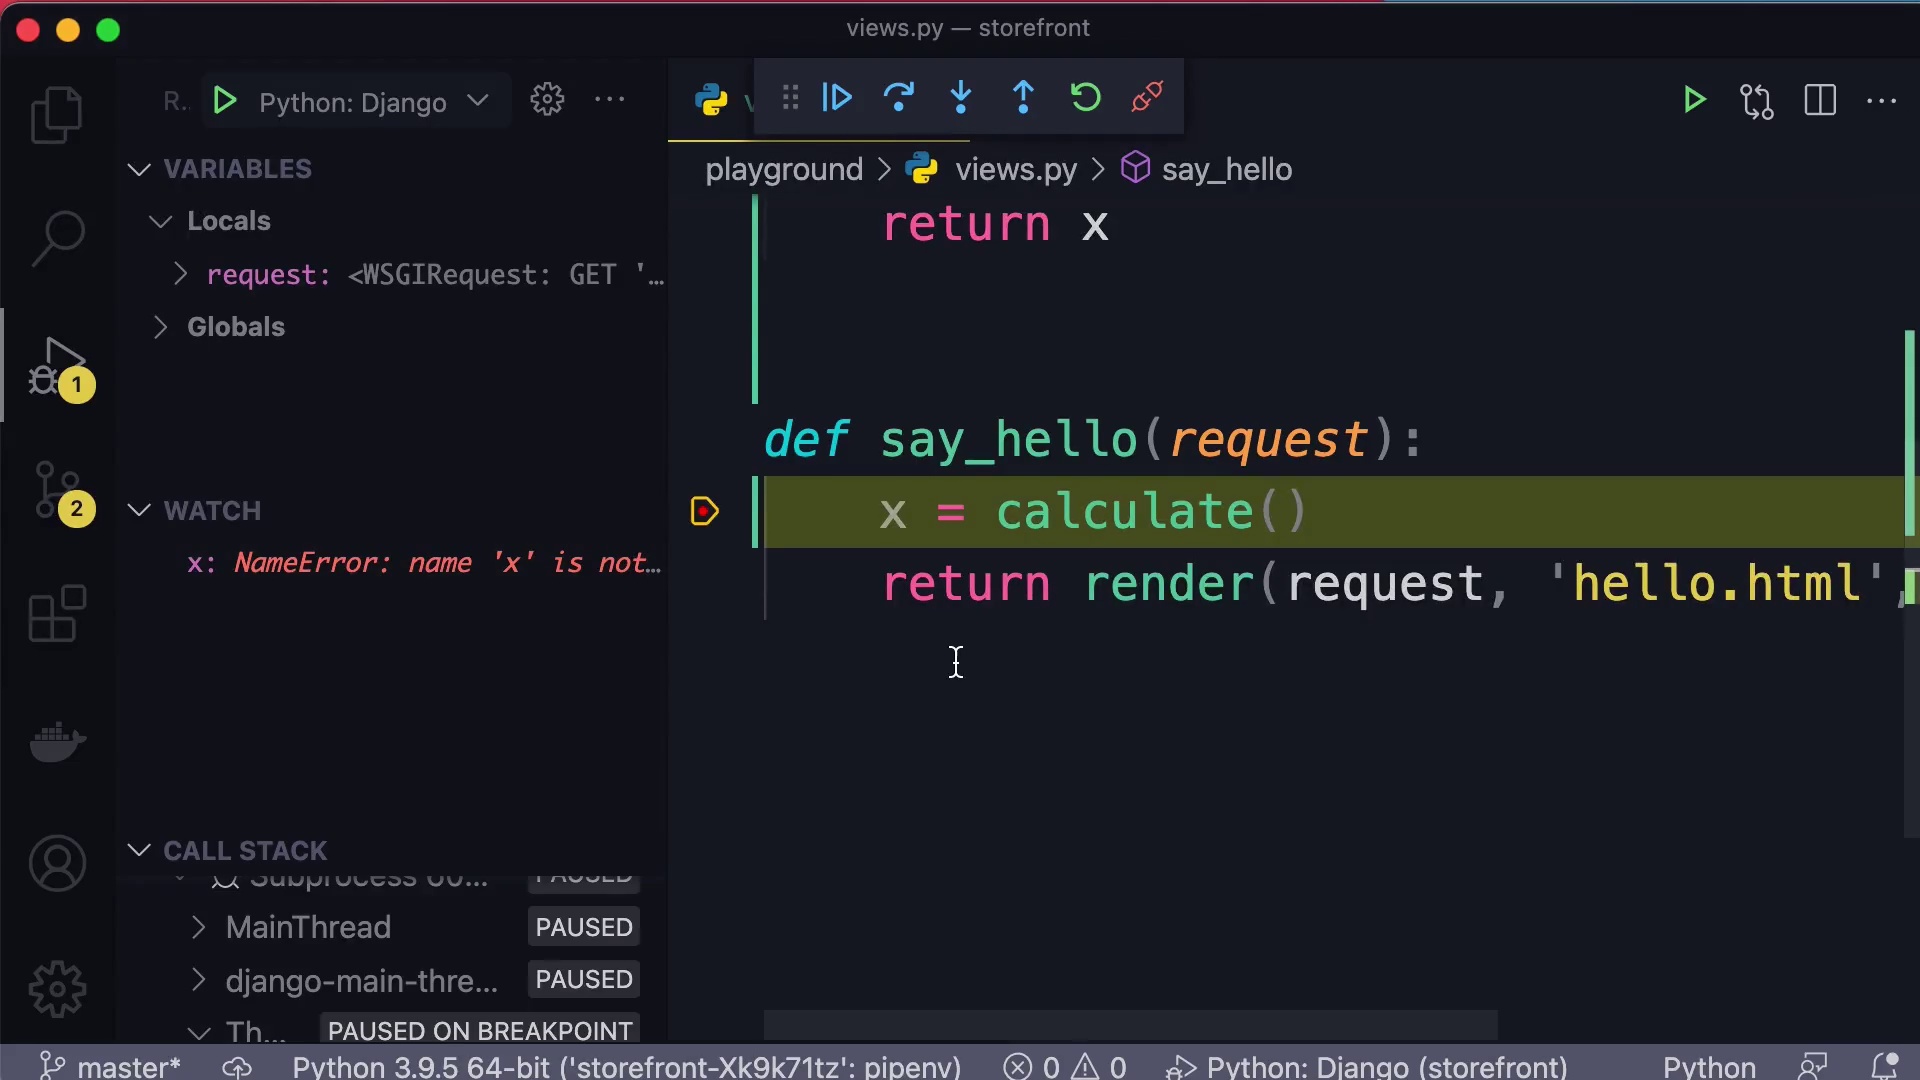 views.py — storefront
R..
Python: Django
VARIABLES
Locals
request: <WSGIRequest: GET '…
Globals
WATCH
x: NameError: name 'x' is not…
CALL STACK
Subprocess 60... PAUSED
MainThread PAUSED
django-main-thre... PAUSED
Th... PAUSED ON BREAKPOINT
1
2
playground > views.py > say_hello
return x
def say_hello(request):
x = calculate()
return render(request, 'hello.html',
master* Python 3.9.5 64-bit ('storefront-Xk9k71tz': pipenv) 0 0 Python: Django (storefront) Python